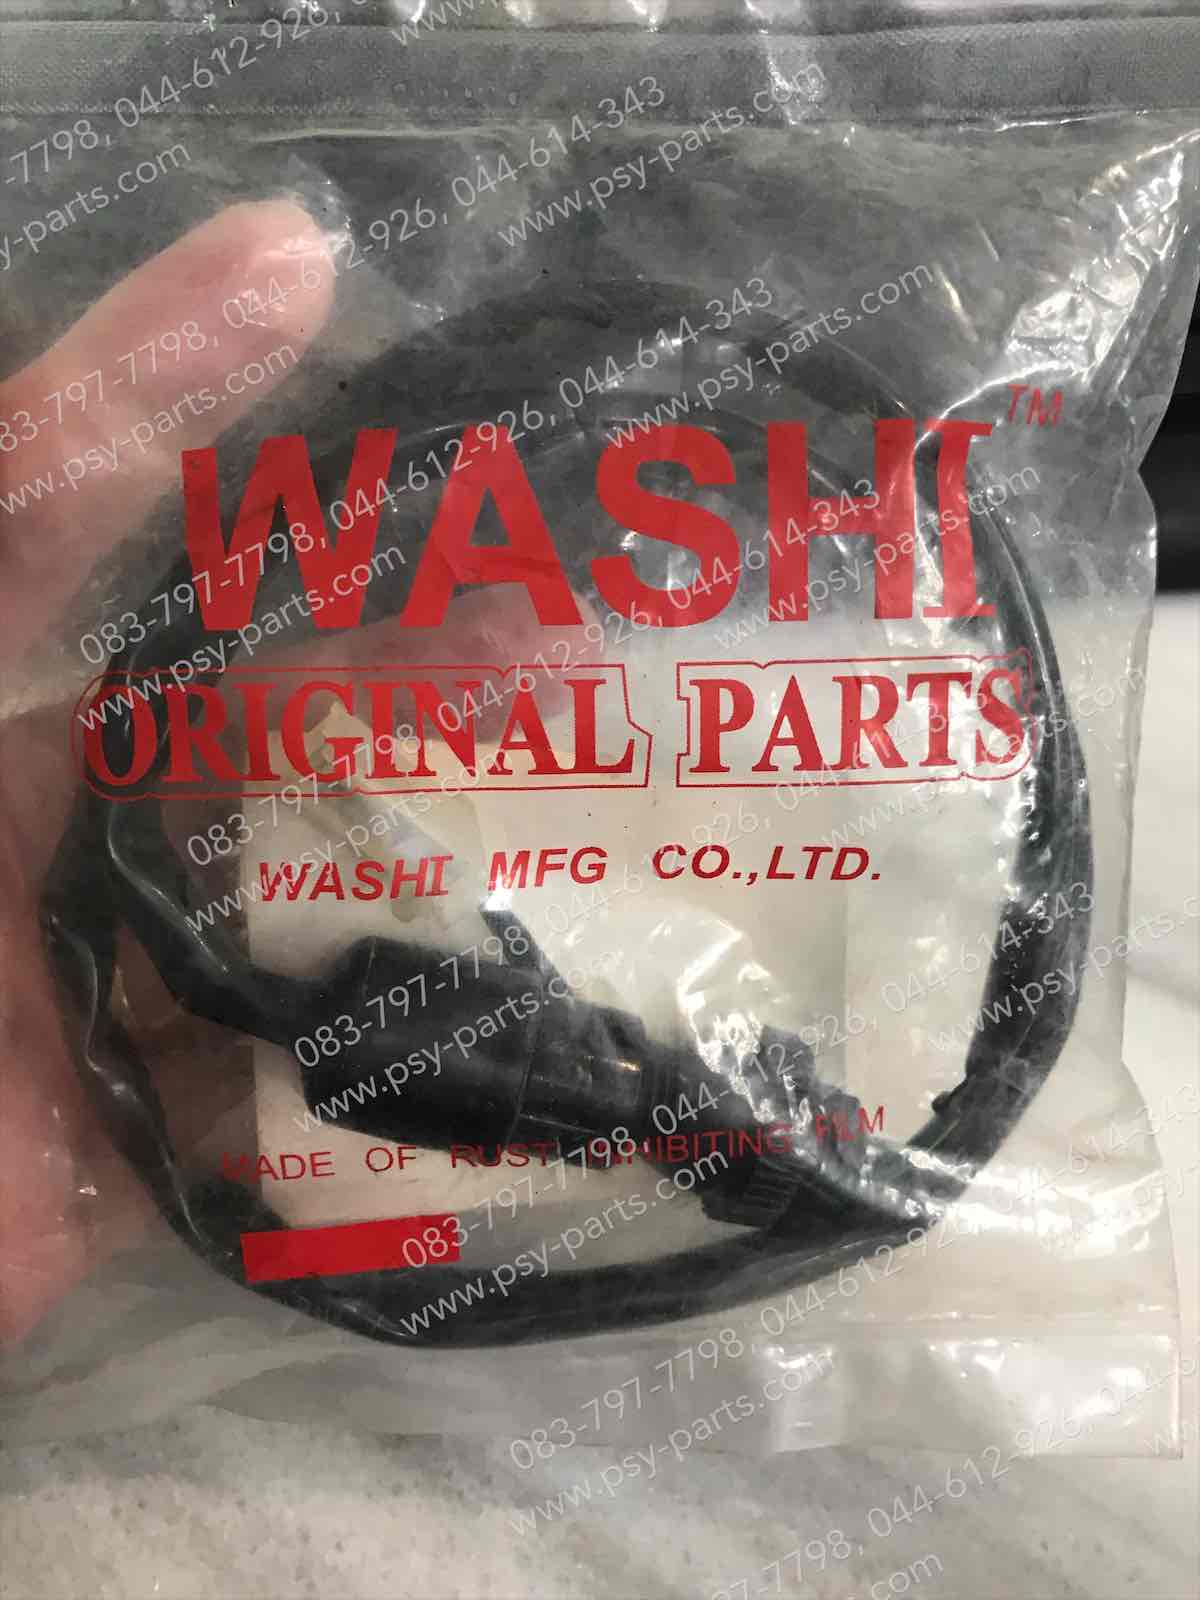 WASHI™
ORIGINAL PARTS
WASHI MFG CO.,LTD.
MADE OF RUST INHIBITING FILM
083-797-7798, 044-612-926, 044-614-343
www.psy-parts.com